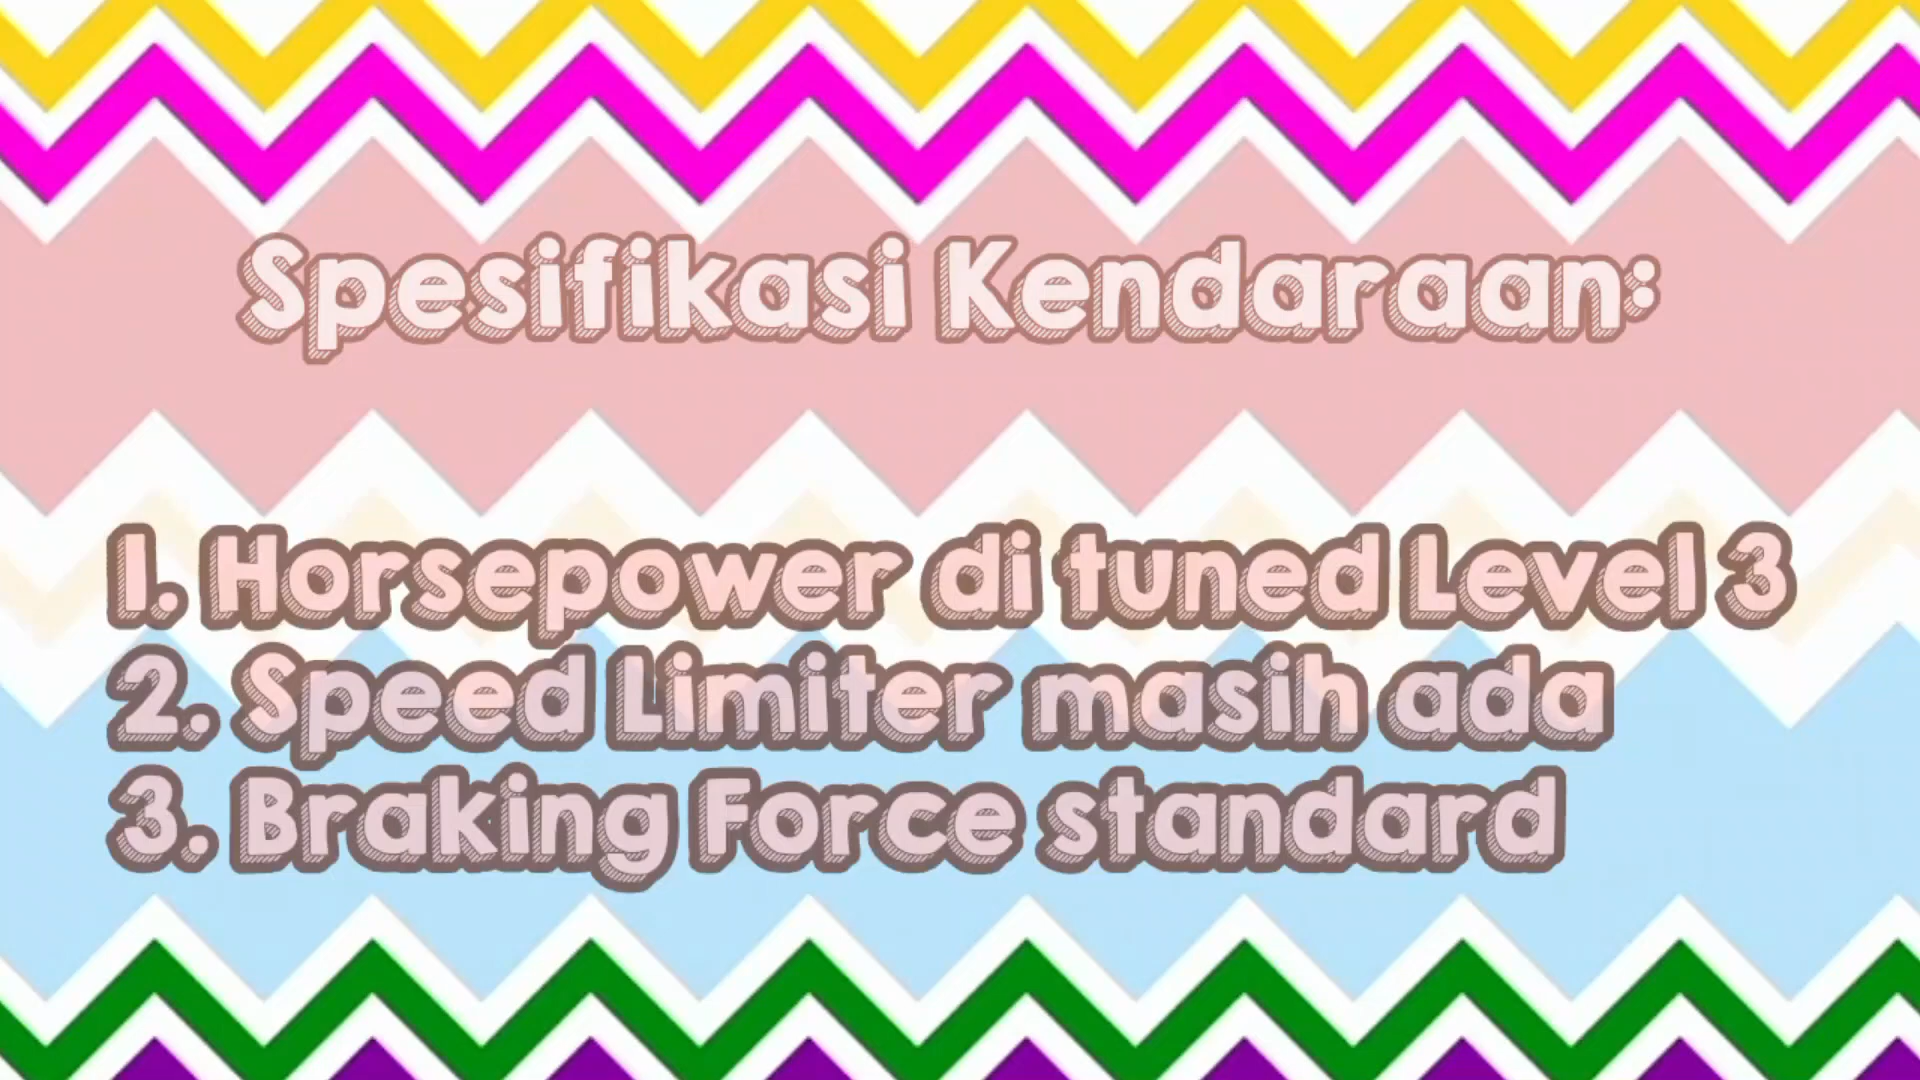 Spesifikasi Kendaraan:
1. Horsepower di tuned Level 3
2. Speed Limiter masih ada
3. Braking Force standard